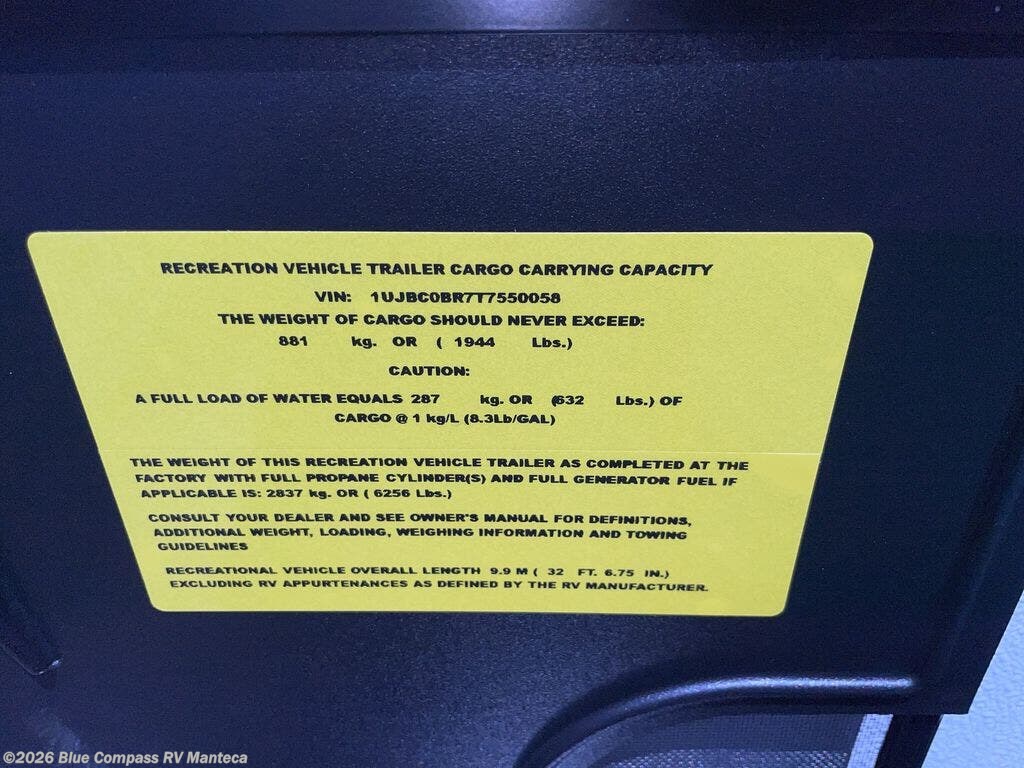 RECREATION VEHICLE TRAILER CARGO CARRYING CAPACITY
VIN: 1UJBC0BR7T7550058
THE WEIGHT OF CARGO SHOULD NEVER EXCEED:
881 kg. OR ( 1944 Lbs.)
CAUTION:
A FULL LOAD OF WATER EQUALS 287 kg. OR (632 Lbs.) OF
CARGO @ 1 kg/L (8.3Lb/GAL)
THE WEIGHT OF THIS RECREATION VEHICLE TRAILER AS COMPLETED AT THE
FACTORY WITH FULL PROPANE CYLINDER(S) AND FULL GENERATOR FUEL IF
APPLICABLE IS: 2837 kg. OR ( 6256 Lbs.)
CONSULT YOUR DEALER AND SEE OWNER'S MANUAL FOR DEFINITIONS,
ADDITIONAL WEIGHT, LOADING, WEIGHING INFORMATION AND TOWING
GUIDELINES
RECREATIONAL VEHICLE OVERALL LENGTH 9.9 M ( 32 FT. 6.75 IN.)
EXCLUDING RV APPURTENANCES AS DEFINED BY THE RV MANUFACTURER.
©2026 Blue Compass RV Manteca